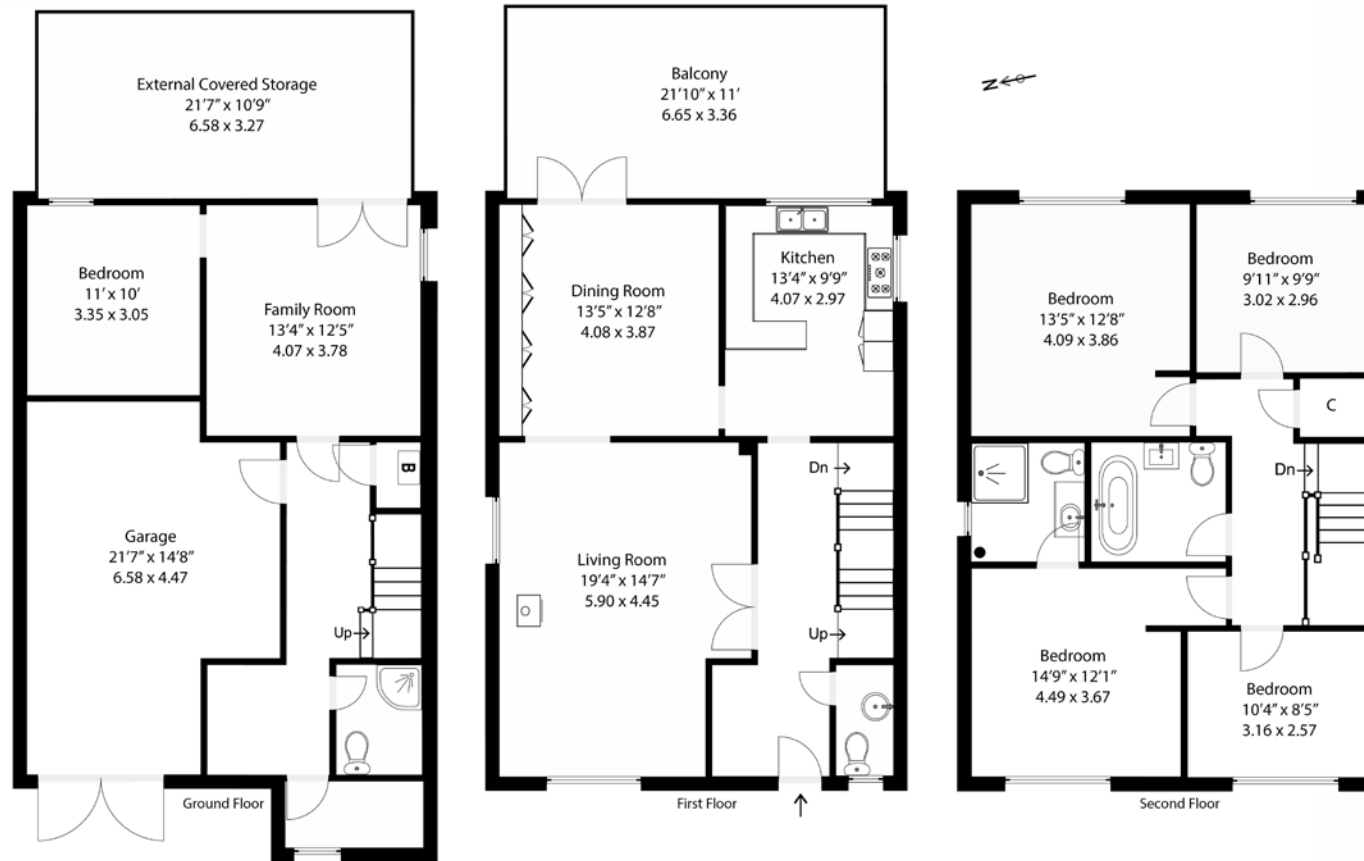 External Covered Storage
21'7" x 10'9"
6.58 x 3.27
Bedroom
11' x 10'
3.35 x 3.05
Family Room
13'4" x 12'5"
4.07 x 3.78
B
Garage
21'7" x 14'8"
6.58 x 4.47
Up
Ground Floor
Balcony
21'10" x 11'
6.65 x 3.36
Dining Room
13'5" x 12'8"
4.08 x 3.87
Kitchen
13'4" x 9'9"
4.07 x 2.97
Living Room
19'4" x 14'7"
5.90 x 4.45
Dn
Up
First Floor
N
Bedroom
13'5" x 12'8"
4.09 x 3.86
Bedroom
9'11" x 9'9"
3.02 x 2.96
C
Dn
Bedroom
14'9" x 12'1"
4.49 x 3.67
Bedroom
10'4" x 8'5"
3.16 x 2.57
Second Floor